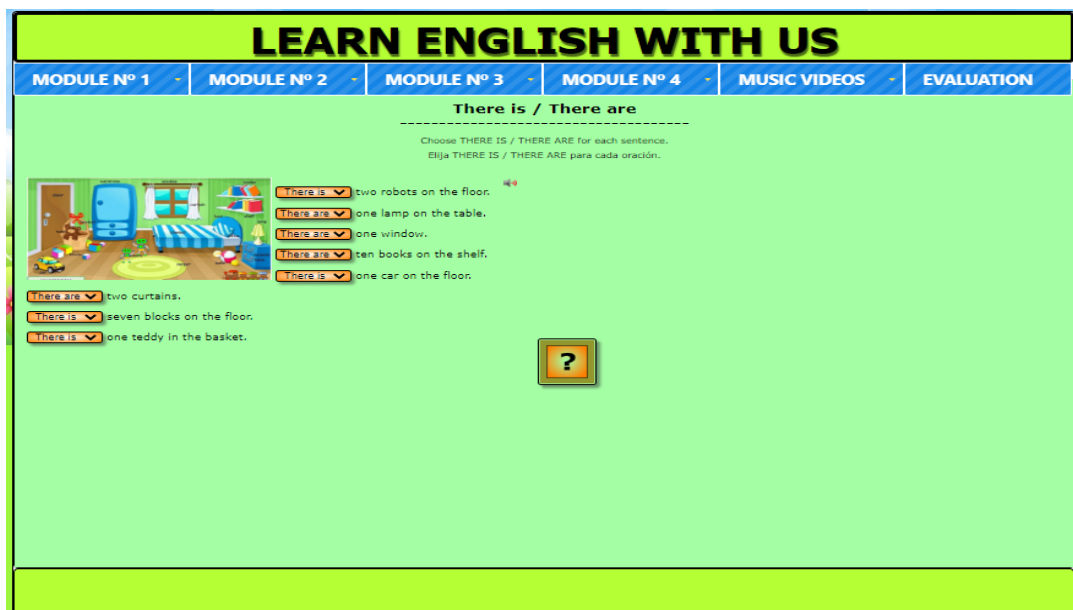 LEARN ENGLISH WITH US
MODULE Nº 1 MODULE Nº 2 MODULE Nº 3 MODULE Nº 4 MUSIC VIDEOS EVALUATION
There is / There are
----------------------------------------
Choose THERE IS / THERE ARE for each sentence.
Elija THERE IS / THERE ARE para cada oración.
There is two robots on the floor.
There are one lamp on the table.
There are one window.
There are ten books on the shelf.
There is one car on the floor.
There are two curtains.
There is seven blocks on the floor.
There is one teddy in the basket.
?